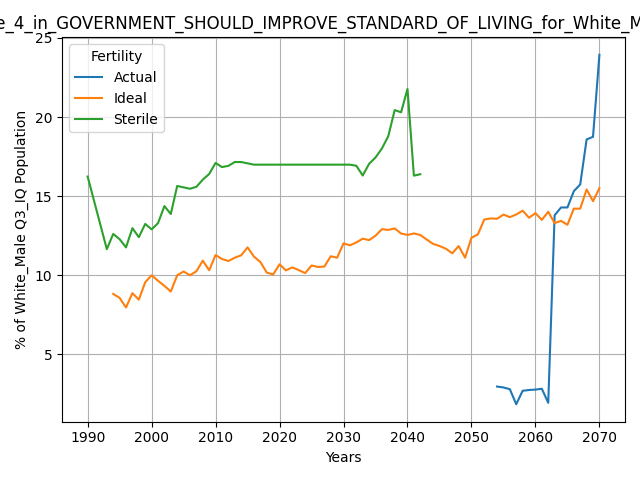 e_4_in_GOVERNMENT_SHOULD_IMPROVE_STANDARD_OF_LIVING_for_White_M
Fertility
Actual
Ideal
Sterile
% of White_Male Q3_IQ Population
25
20
15
10
5
1990 2000 2010 2020 2030 2040 2050 2060 2070
Years